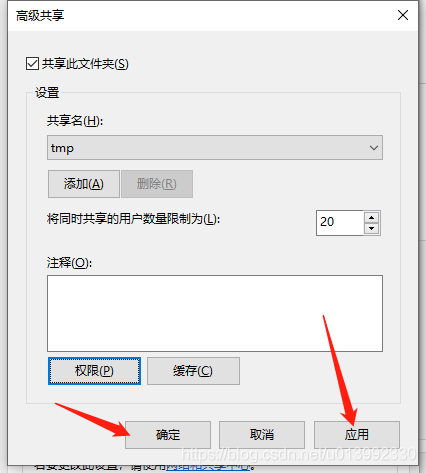 高级共享
共享此文件夹(S)
设置
共享名(H):
tmp
添加(A) 删除(R)
将同时共享的用户数量限制为(L): 20
注释(O):
权限(P) 缓存(C)
确定 取消 应用
https://blog.csdn.net/u013992330
若要更改此设置，请使用网络和共享中心。